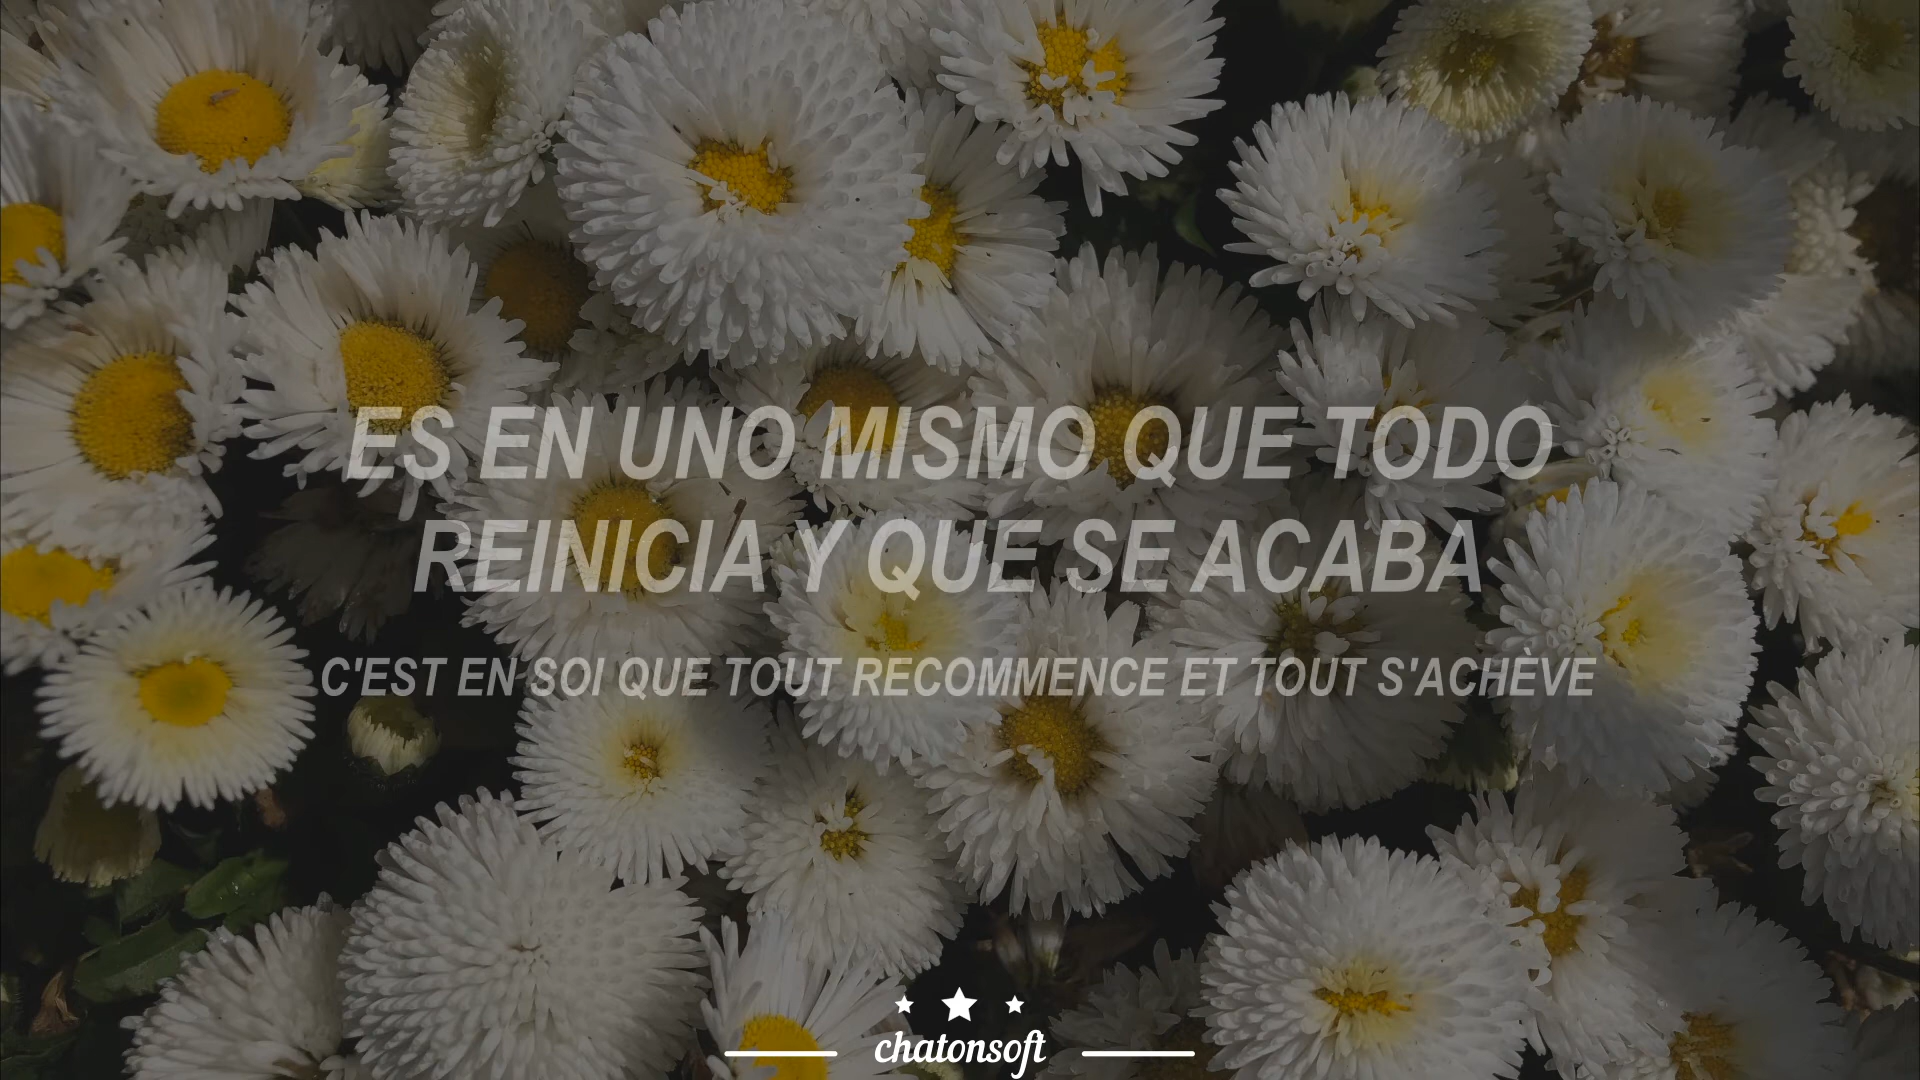 ES EN UNO MISMO QUE TODO
REINICIA Y QUE SE ACABA
C'EST EN SOI QUE TOUT RECOMMENCE ET TOUT S'ACHÈVE
chatonsoft